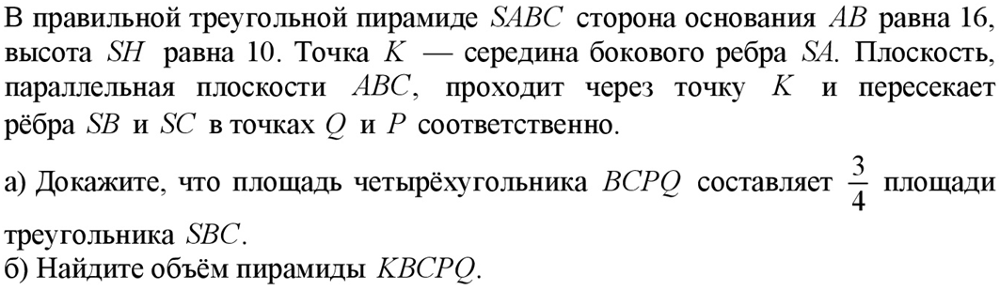 В правильной треугольной пирамиде SABC сторона основания AB равна 16,
высота SH равна 10. Точка K — середина бокового ребра SA. Плоскость,
параллельная плоскости ABC, проходит через точку K и пересекает
рёбра SB и SC в точках Q и P соответственно.
а) Докажите, что площадь четырёхугольника BCPQ составляет 3/4 площади
треугольника SBC.
б) Найдите объём пирамиды KBCPQ.